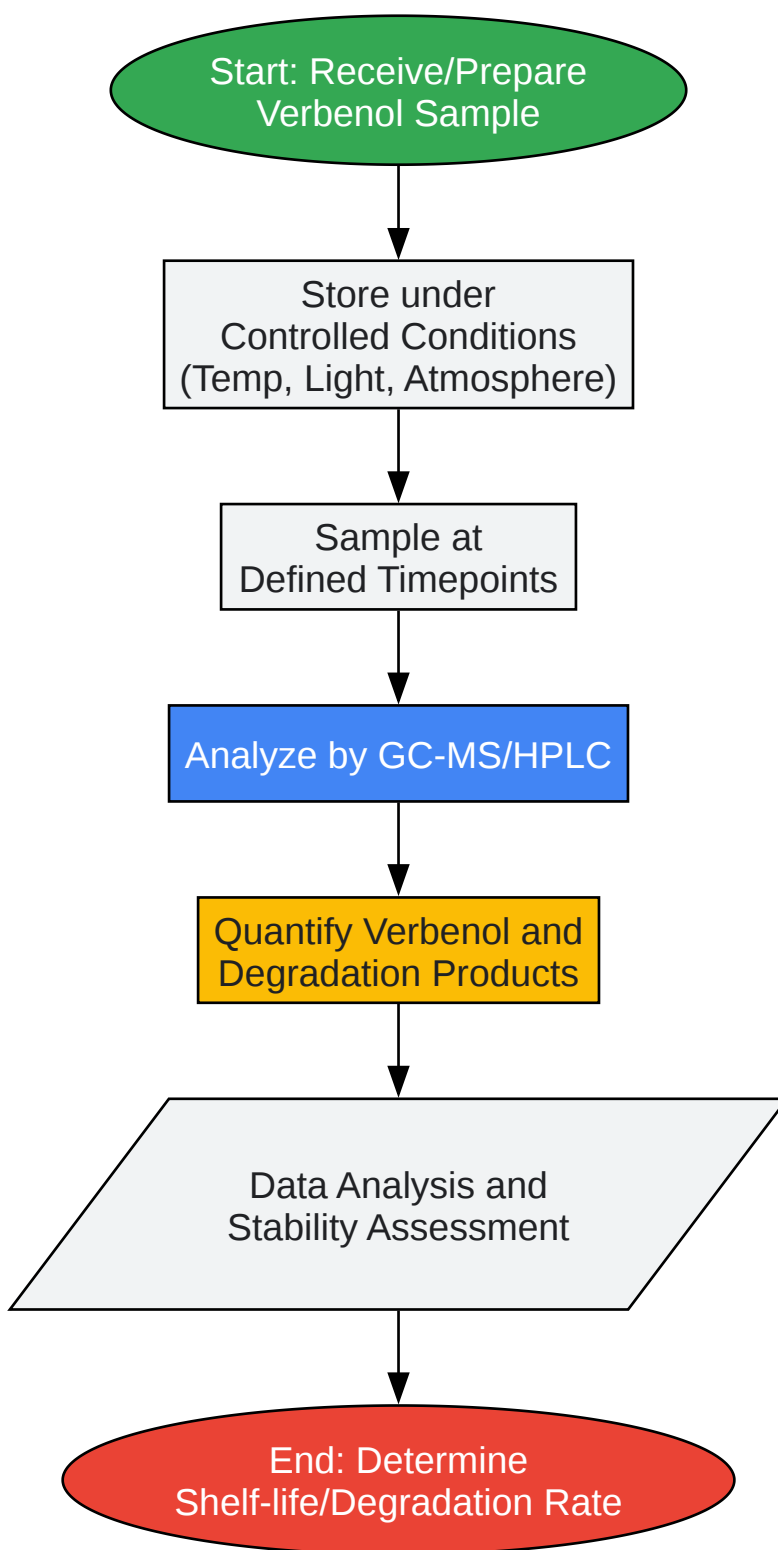 Start: Receive/Prepare
Verbenol Sample
Store under
Controlled Conditions
(Temp, Light, Atmosphere)
Sample at
Defined Timepoints
Analyze by GC-MS/HPLC
Quantify Verbenol and
Degradation Products
Data Analysis and
Stability Assessment
End: Determine
Shelf-life/Degradation Rate